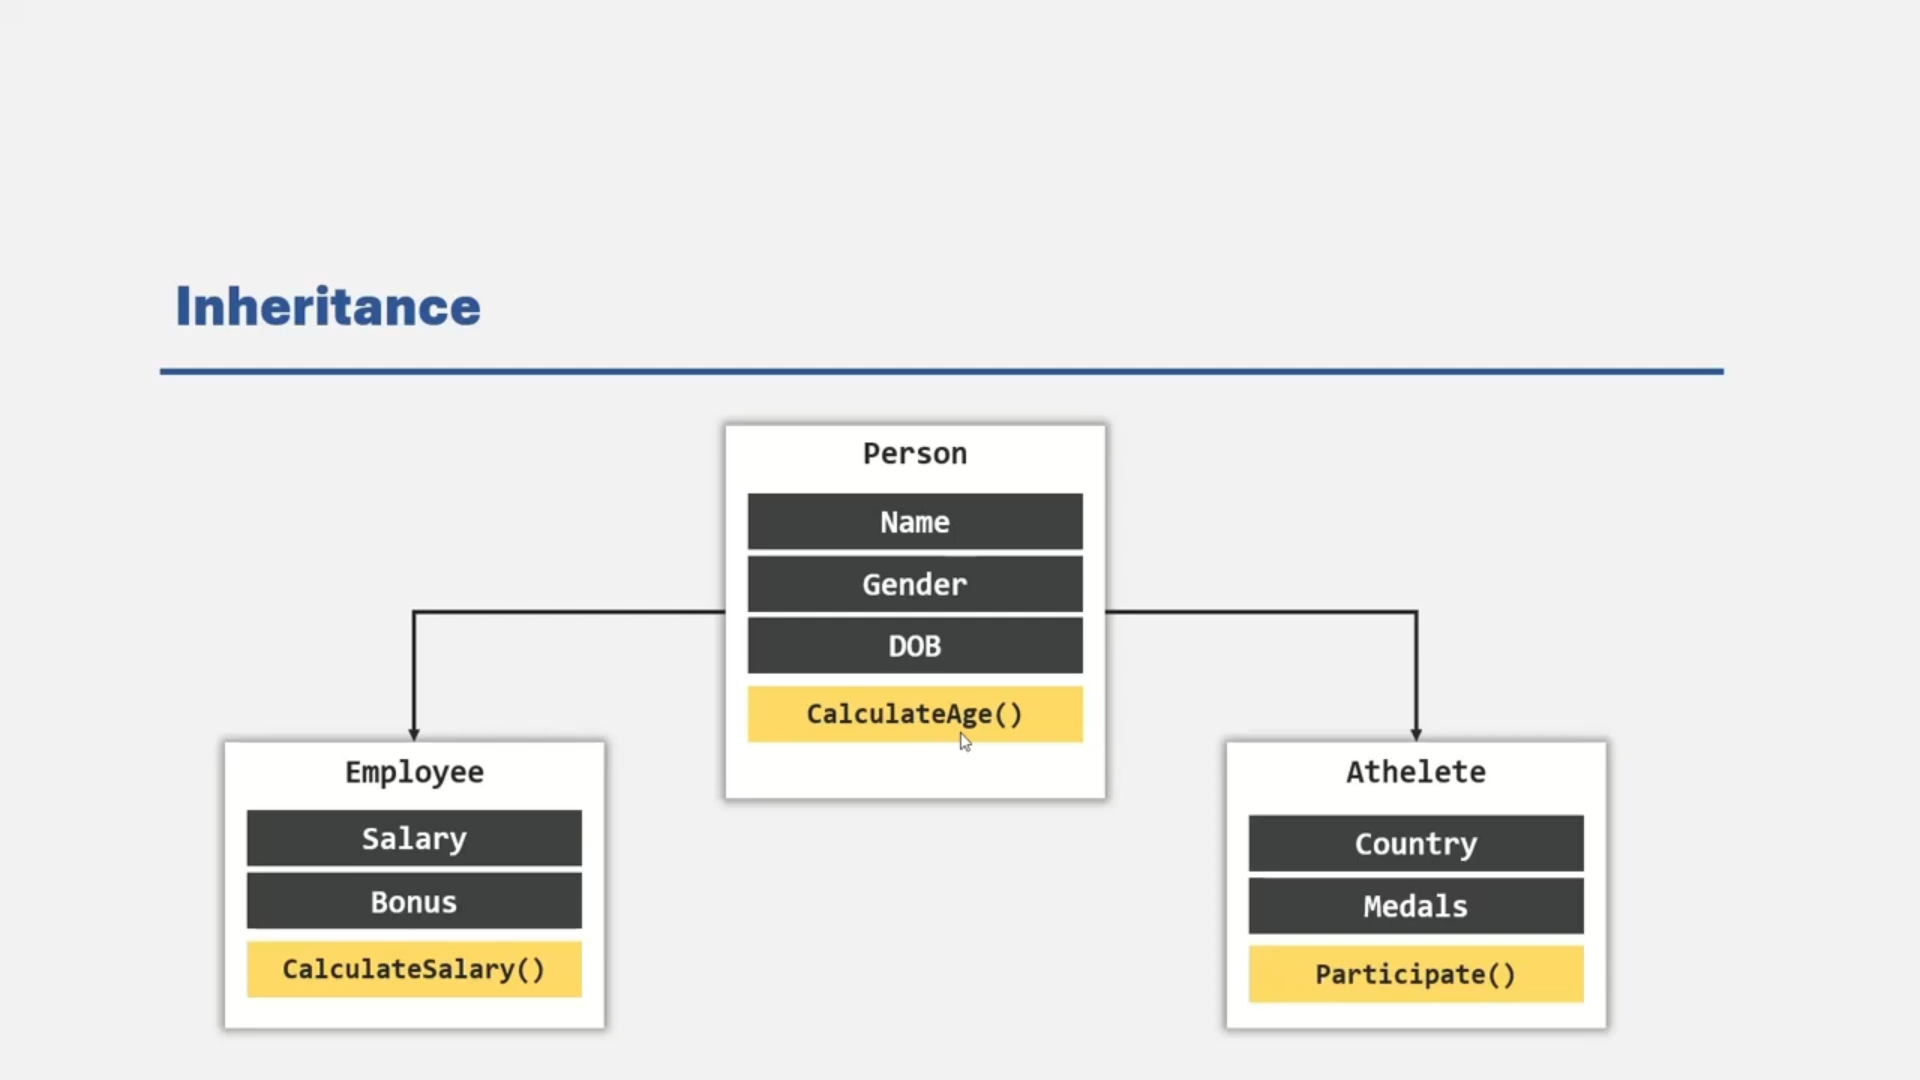 Inheritance
Person
Name
Gender
DOB
CalculateAge()
Employee
Salary
Bonus
CalculateSalary()
Athelete
Country
Medals
Participate()